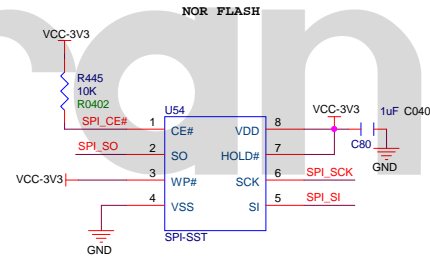 NOR FLASH
VCC-3V3
R445
10K
R0402
U54
SPI_CE# 1 CE# VDD 8 VCC-3V3 1uF C040
SPI_SO 2 SO HOLD# 7 C80
GND
VCC-3V3 3 WP# SCK 6 SPI_SCK
4 VSS SI 5 SPI_SI
SPI-SST
GND